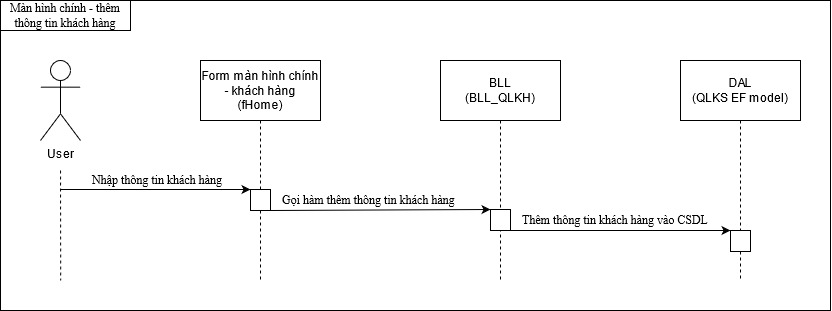 Màn hình chính - thêm
thông tin khách hàng
Form màn hình chính
- khách hàng
(fHome)
BLL
(BLL_QLKH)
DAL
(QLKS EF model)
User
Nhập thông tin khách hàng
Gọi hàm thêm thông tin khách hàng
Thêm thông tin khách hàng vào CSDL